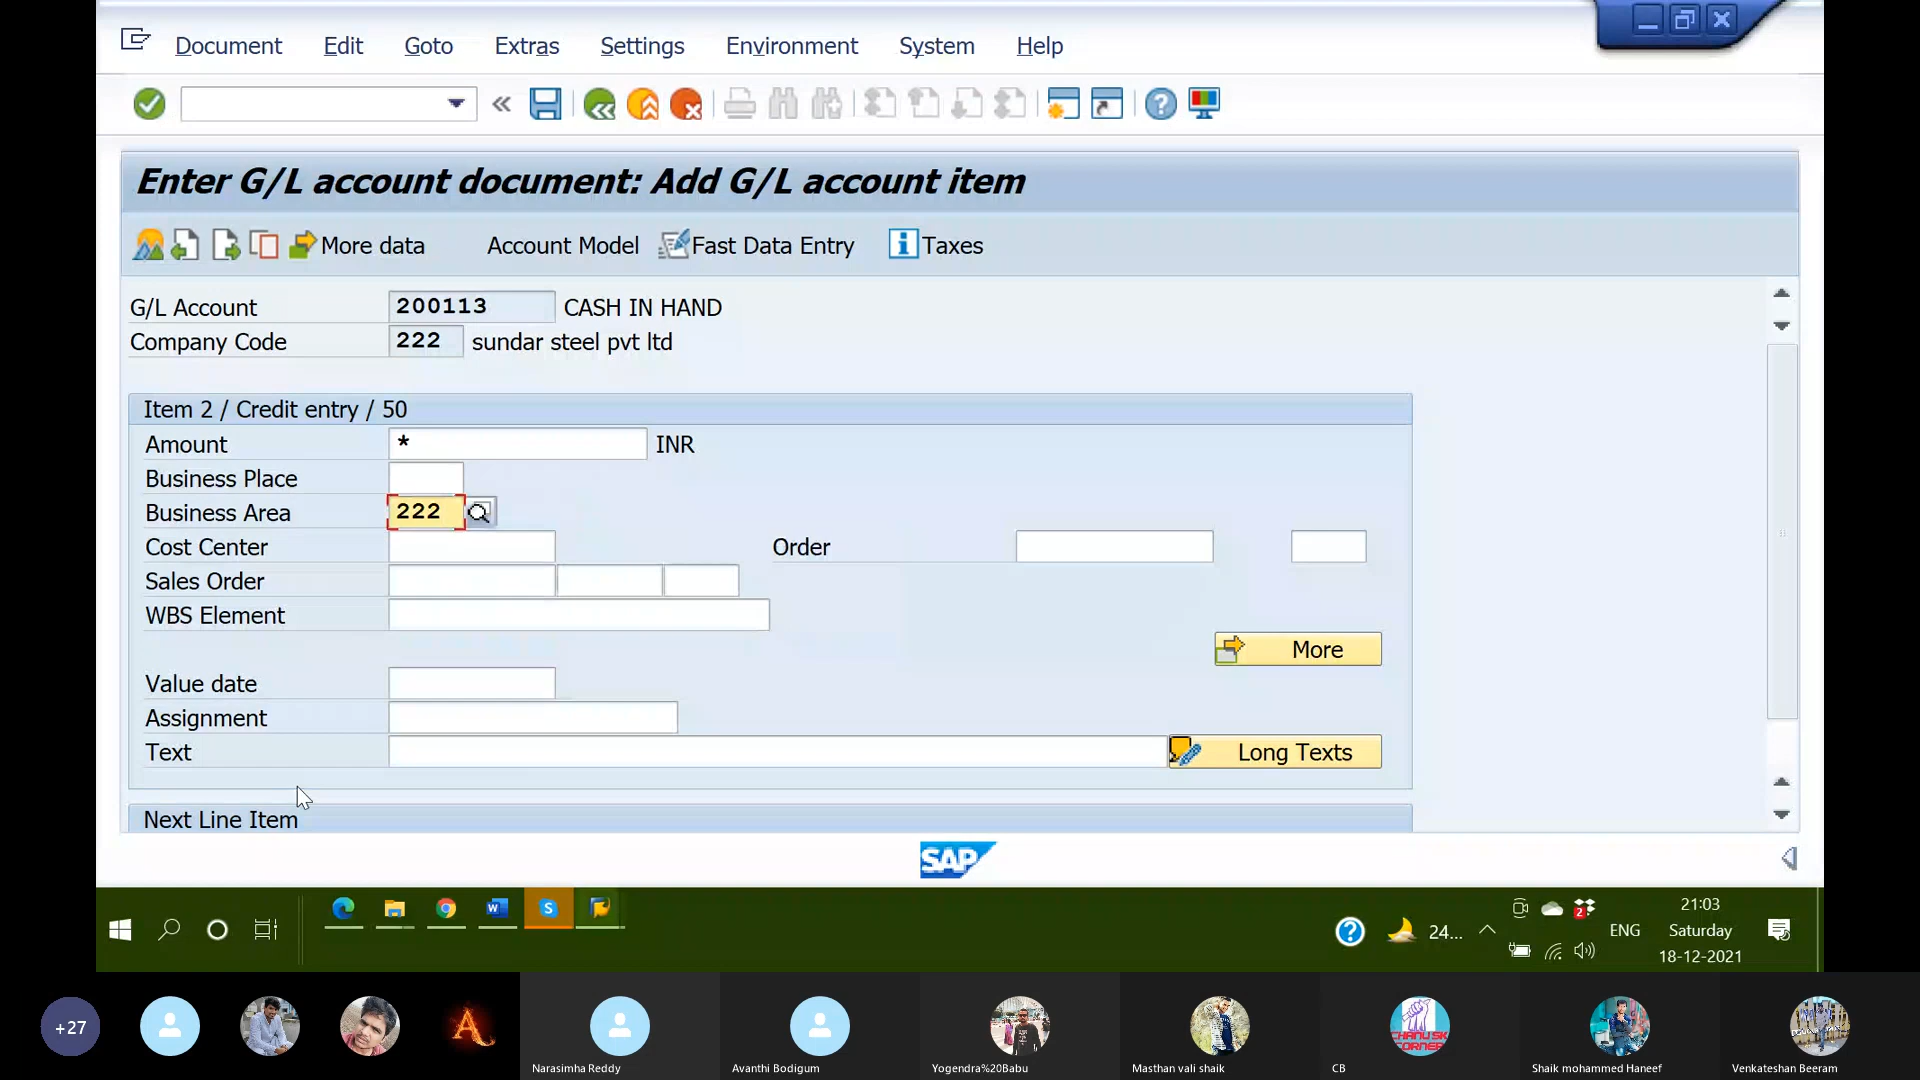 Document Edit Goto Extras Settings Environment System Help
Enter G/L account document: Add G/L account item
More data Account Model Fast Data Entry Taxes
G/L Account 200113 CASH IN HAND
Company Code 222 sundar steel pvt ltd
Item 2 / Credit entry / 50
Amount * INR
Business Place
Business Area 222
Cost Center Order
Sales Order
WBS Element
More
Value date
Assignment
Text Long Texts
Next Line Item
SAP
21:03
24... ENG Saturday
2
18-12-2021
+27
A
CHANU SK
CORNER
Narasimha Reddy Avanthi Bodigum Yogendra%20Babu Masthan vali shaik CB Shaik mohammed Haneef Venkateshan Beeram